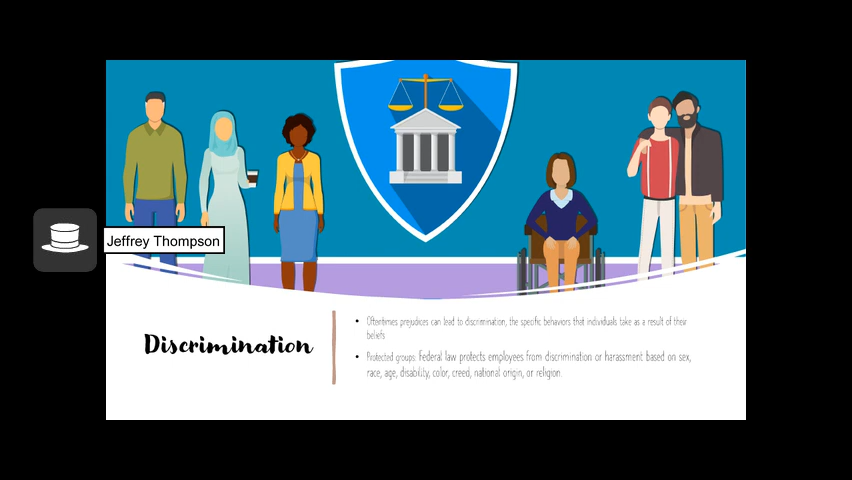 Jeffrey Thompson
Discrimination
• Oftentimes prejudices can lead to discrimination, the specific behaviors that individuals take as a result of their
beliefs
• Protected groups: Federal law protects employees from discrimination or harassment based on sex,
race, age, disability, color, creed, national origin, or religion.